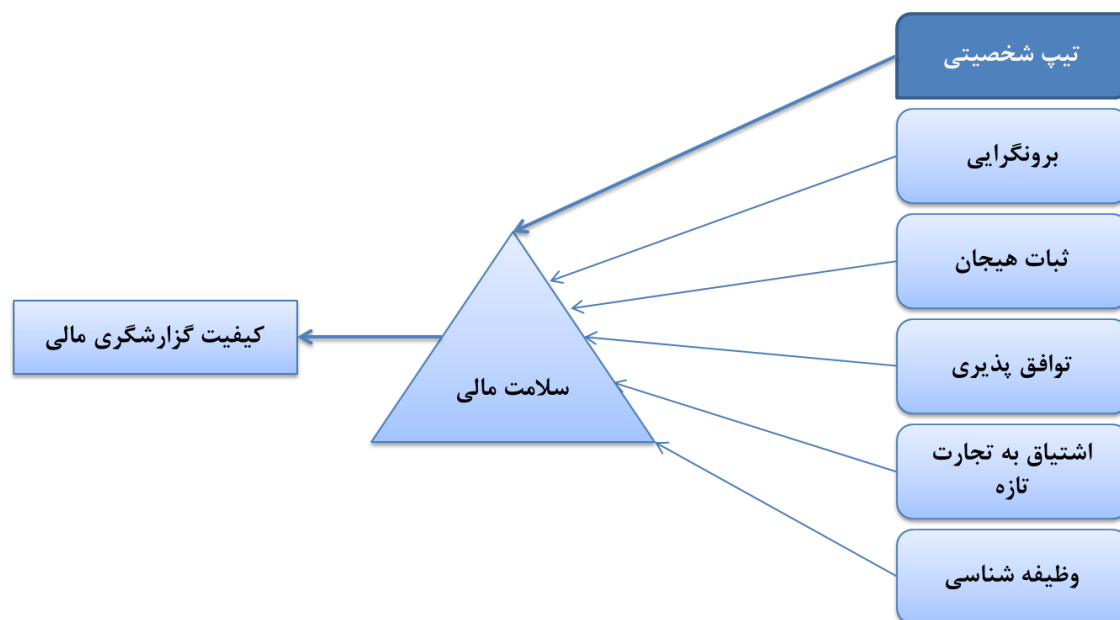 تیپ شخصیتی
برونگرایی
ثبات هیجان
توافق پذیری
اشتیاق به تجارت
تازه
وظیفه شناسی
سلامت مالی
کیفیت گزارشگری مالی